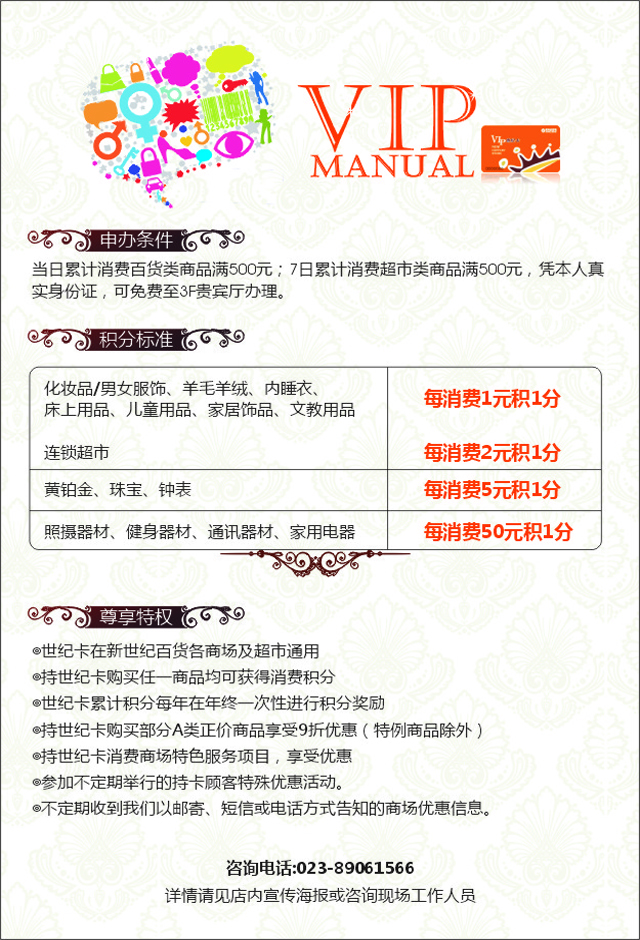 VIP
MANUAL
VIP
申办条件
当日累计消费百货类商品满500元；7日累计消费超市类商品满500元，凭本人真
实身份证，可免费至3F贵宾厅办理。
积分标准
化妆品/男女服饰、羊毛羊绒、内睡衣、
床上用品、儿童用品、家居饰品、文教用品
每消费1元积1分
连锁超市
每消费2元积1分
黄铂金、珠宝、钟表
每消费5元积1分
照摄器材、健身器材、通讯器材、家用电器
每消费50元积1分
尊享特权
◎世纪卡在新世纪百货各商场及超市通用
◎持世纪卡购买任一商品均可获得消费积分
◎世纪卡累计积分每年在年终一次性进行积分奖励
◎持世纪卡购买部分A类正价商品享受9折优惠（特例商品除外）
◎持世纪卡消费商场特色服务项目，享受优惠
◎参加不定期举行的持卡顾客特殊优惠活动。
◎不定期收到我们以邮寄、短信或电话方式告知的商场优惠信息。
咨询电话:023-89061566
详情请见店内宣传海报或咨询现场工作人员